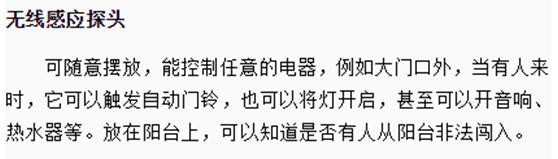 无线感应探头
可随意摆放，能控制任意的电器，例如大门口外，当有人来
时，它可以触发自动门铃，也可以将灯开启，甚至可以开音响、
热水器等。放在阳台上，可以知道是否有人从阳台非法闯入。